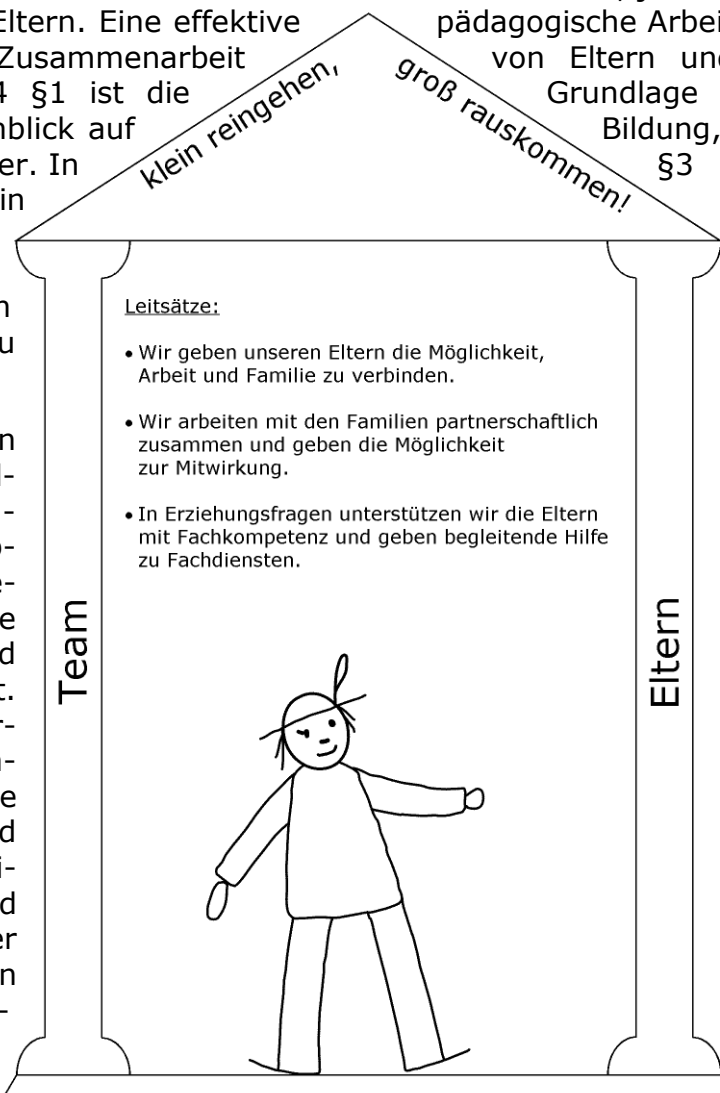 Eltern. Eine effektive pädagogische Arbei
Zusammenarbeit von Eltern und
§1 ist die Grundlage
blick auf Bildung,
er. In §3
in
klein reingehen, groß rauskommen!
Leitsätze:
• Wir geben unseren Eltern die Möglichkeit,
Arbeit und Familie zu verbinden.
• Wir arbeiten mit den Familien partnerschaftlich
zusammen und geben die Möglichkeit
zur Mitwirkung.
• In Erziehungsfragen unterstützen wir die Eltern
mit Fachkompetenz und geben begleitende Hilfe
zu Fachdiensten.
Team
Eltern